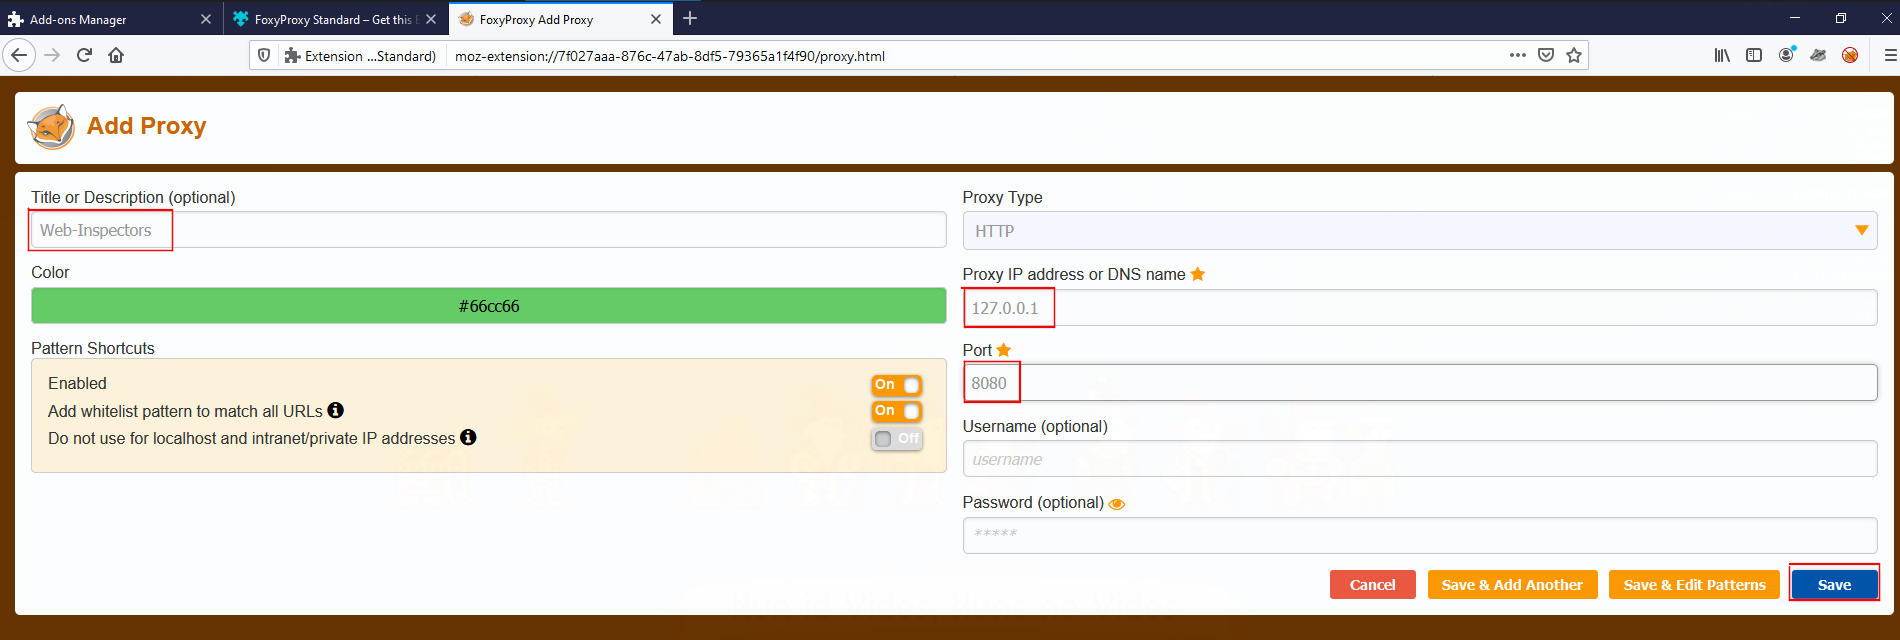 Add-ons Manager
FoxyProxy Standard – Get this E
FoxyProxy Add Proxy
Extension ...Standard)
moz-extension://7f027aaa-876c-47ab-8df5-79365a1f4f90/proxy.html
Add Proxy
Title or Description (optional)
Web-Inspectors
Color
#66cc66
Pattern Shortcuts
Enabled
On
Add whitelist pattern to match all URLs
On
Do not use for localhost and intranet/private IP addresses
Off
Proxy Type
HTTP
Proxy IP address or DNS name
127.0.0.1
Port
8080
Username (optional)
username
Password (optional)
*****
Cancel
Save & Add Another
Save & Edit Patterns
Save